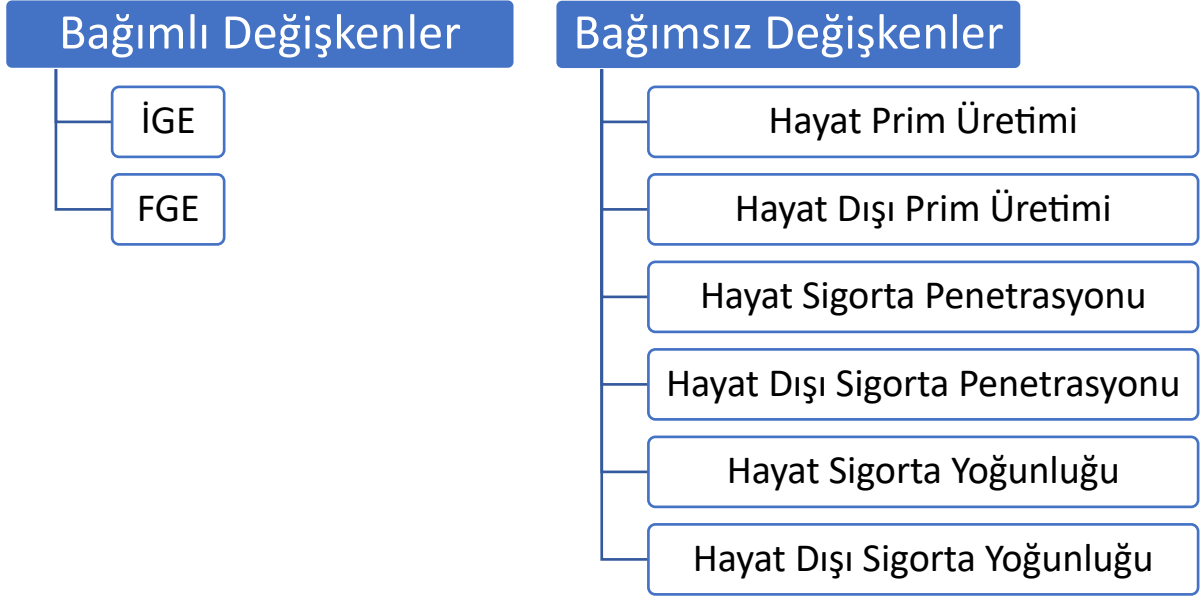 Bağımlı Değişkenler
İGE
FGE
Bağımsız Değişkenler
Hayat Prim Üretimi
Hayat Dışı Prim Üretimi
Hayat Sigorta Penetrasyonu
Hayat Dışı Sigorta Penetrasyonu
Hayat Sigorta Yoğunluğu
Hayat Dışı Sigorta Yoğunluğu